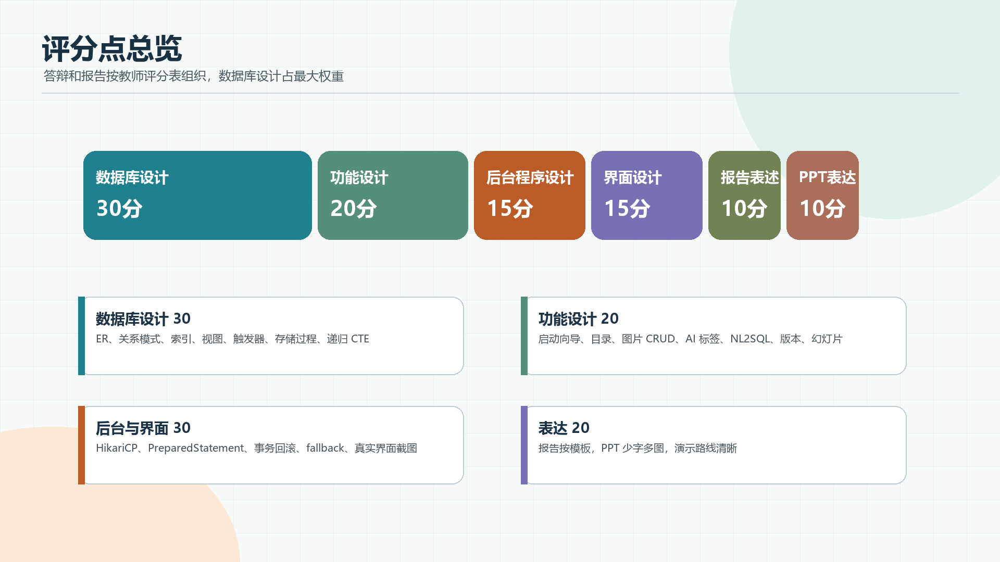 评分点总览
答辩和报告按教师评分表组织，数据库设计占最大权重
数据库设计
30分
功能设计
20分
后台程序设计
15分
界面设计
15分
报告表述
10分
PPT表达
10分
数据库设计 30
ER、关系模式、索引、视图、触发器、存储过程、递归 CTE
功能设计 20
启动向导、目录、图片 CRUD、AI 标签、NL2SQL、版本、幻灯片
后台与界面 30
HikariCP、PreparedStatement、事务回滚、fallback、真实界面截图
表达 20
报告按模板，PPT 少字多图，演示路线清晰